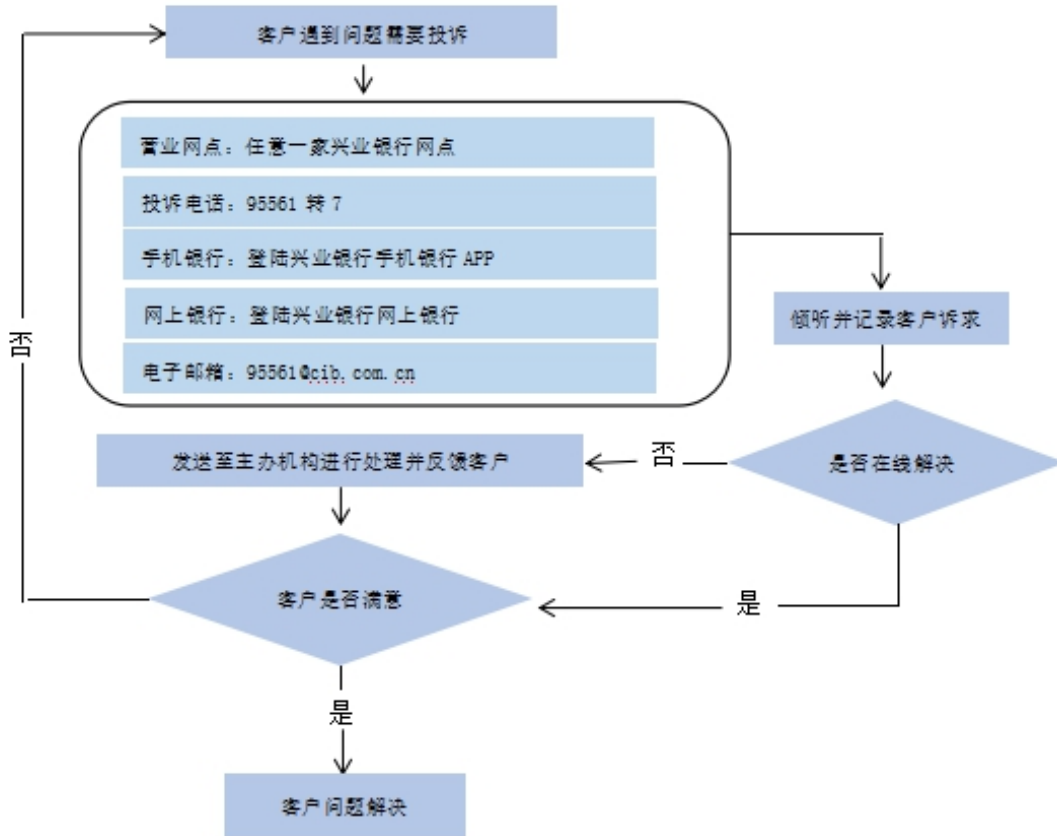 客户遇到问题需要投诉
营业网点：任意一家兴业银行网点
投诉电话：95561 转 7
手机银行：登陆兴业银行手机银行 APP
网上银行：登陆兴业银行网上银行
电子邮箱：95561@cib.com.cn
倾听并记录客户诉求
否
是否在线解决
否
发送至主办机构进行处理并反馈客户
客户是否满意
是
是
客户问题解决